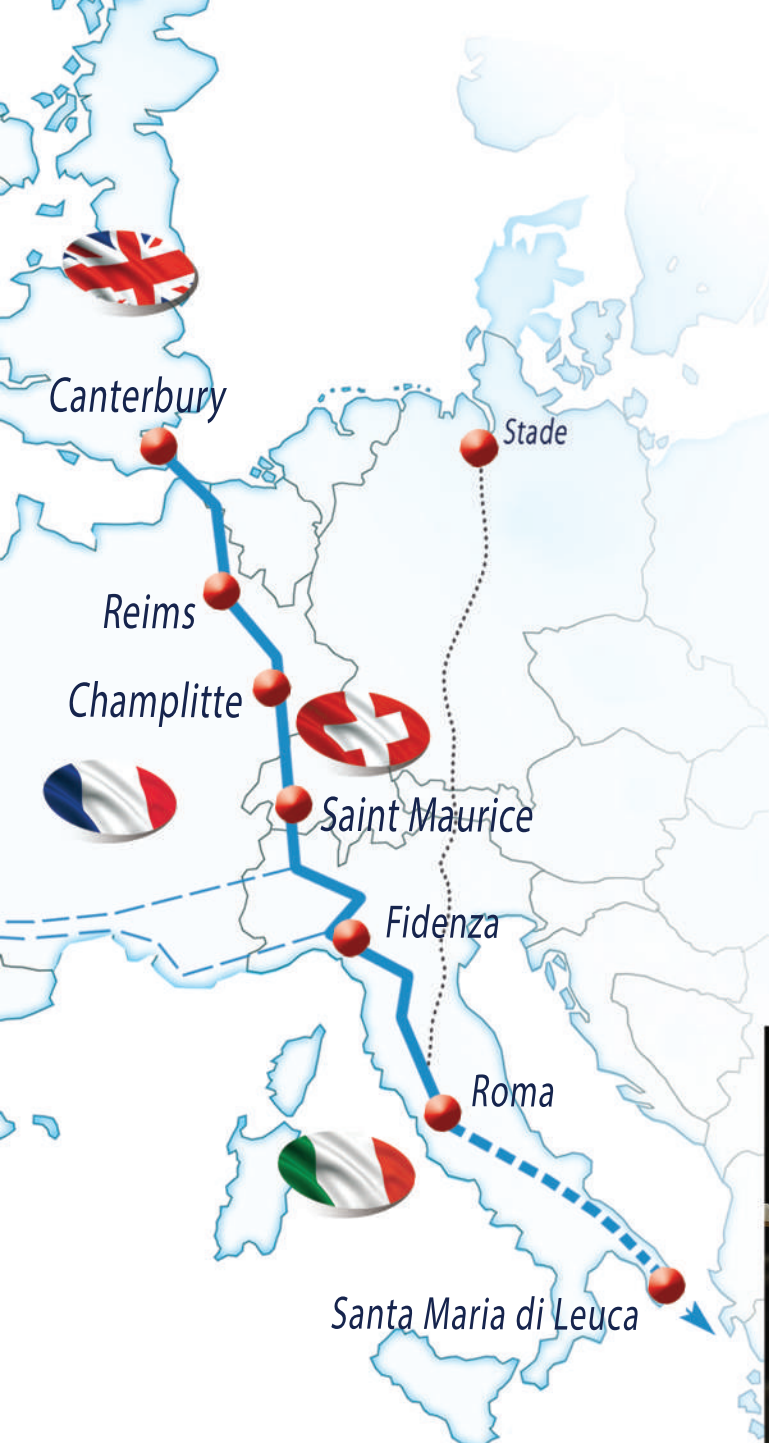 Canterbury
Stade
Reims
Champlitte
Saint Maurice
Fidenza
Roma
Santa Maria di Leuca